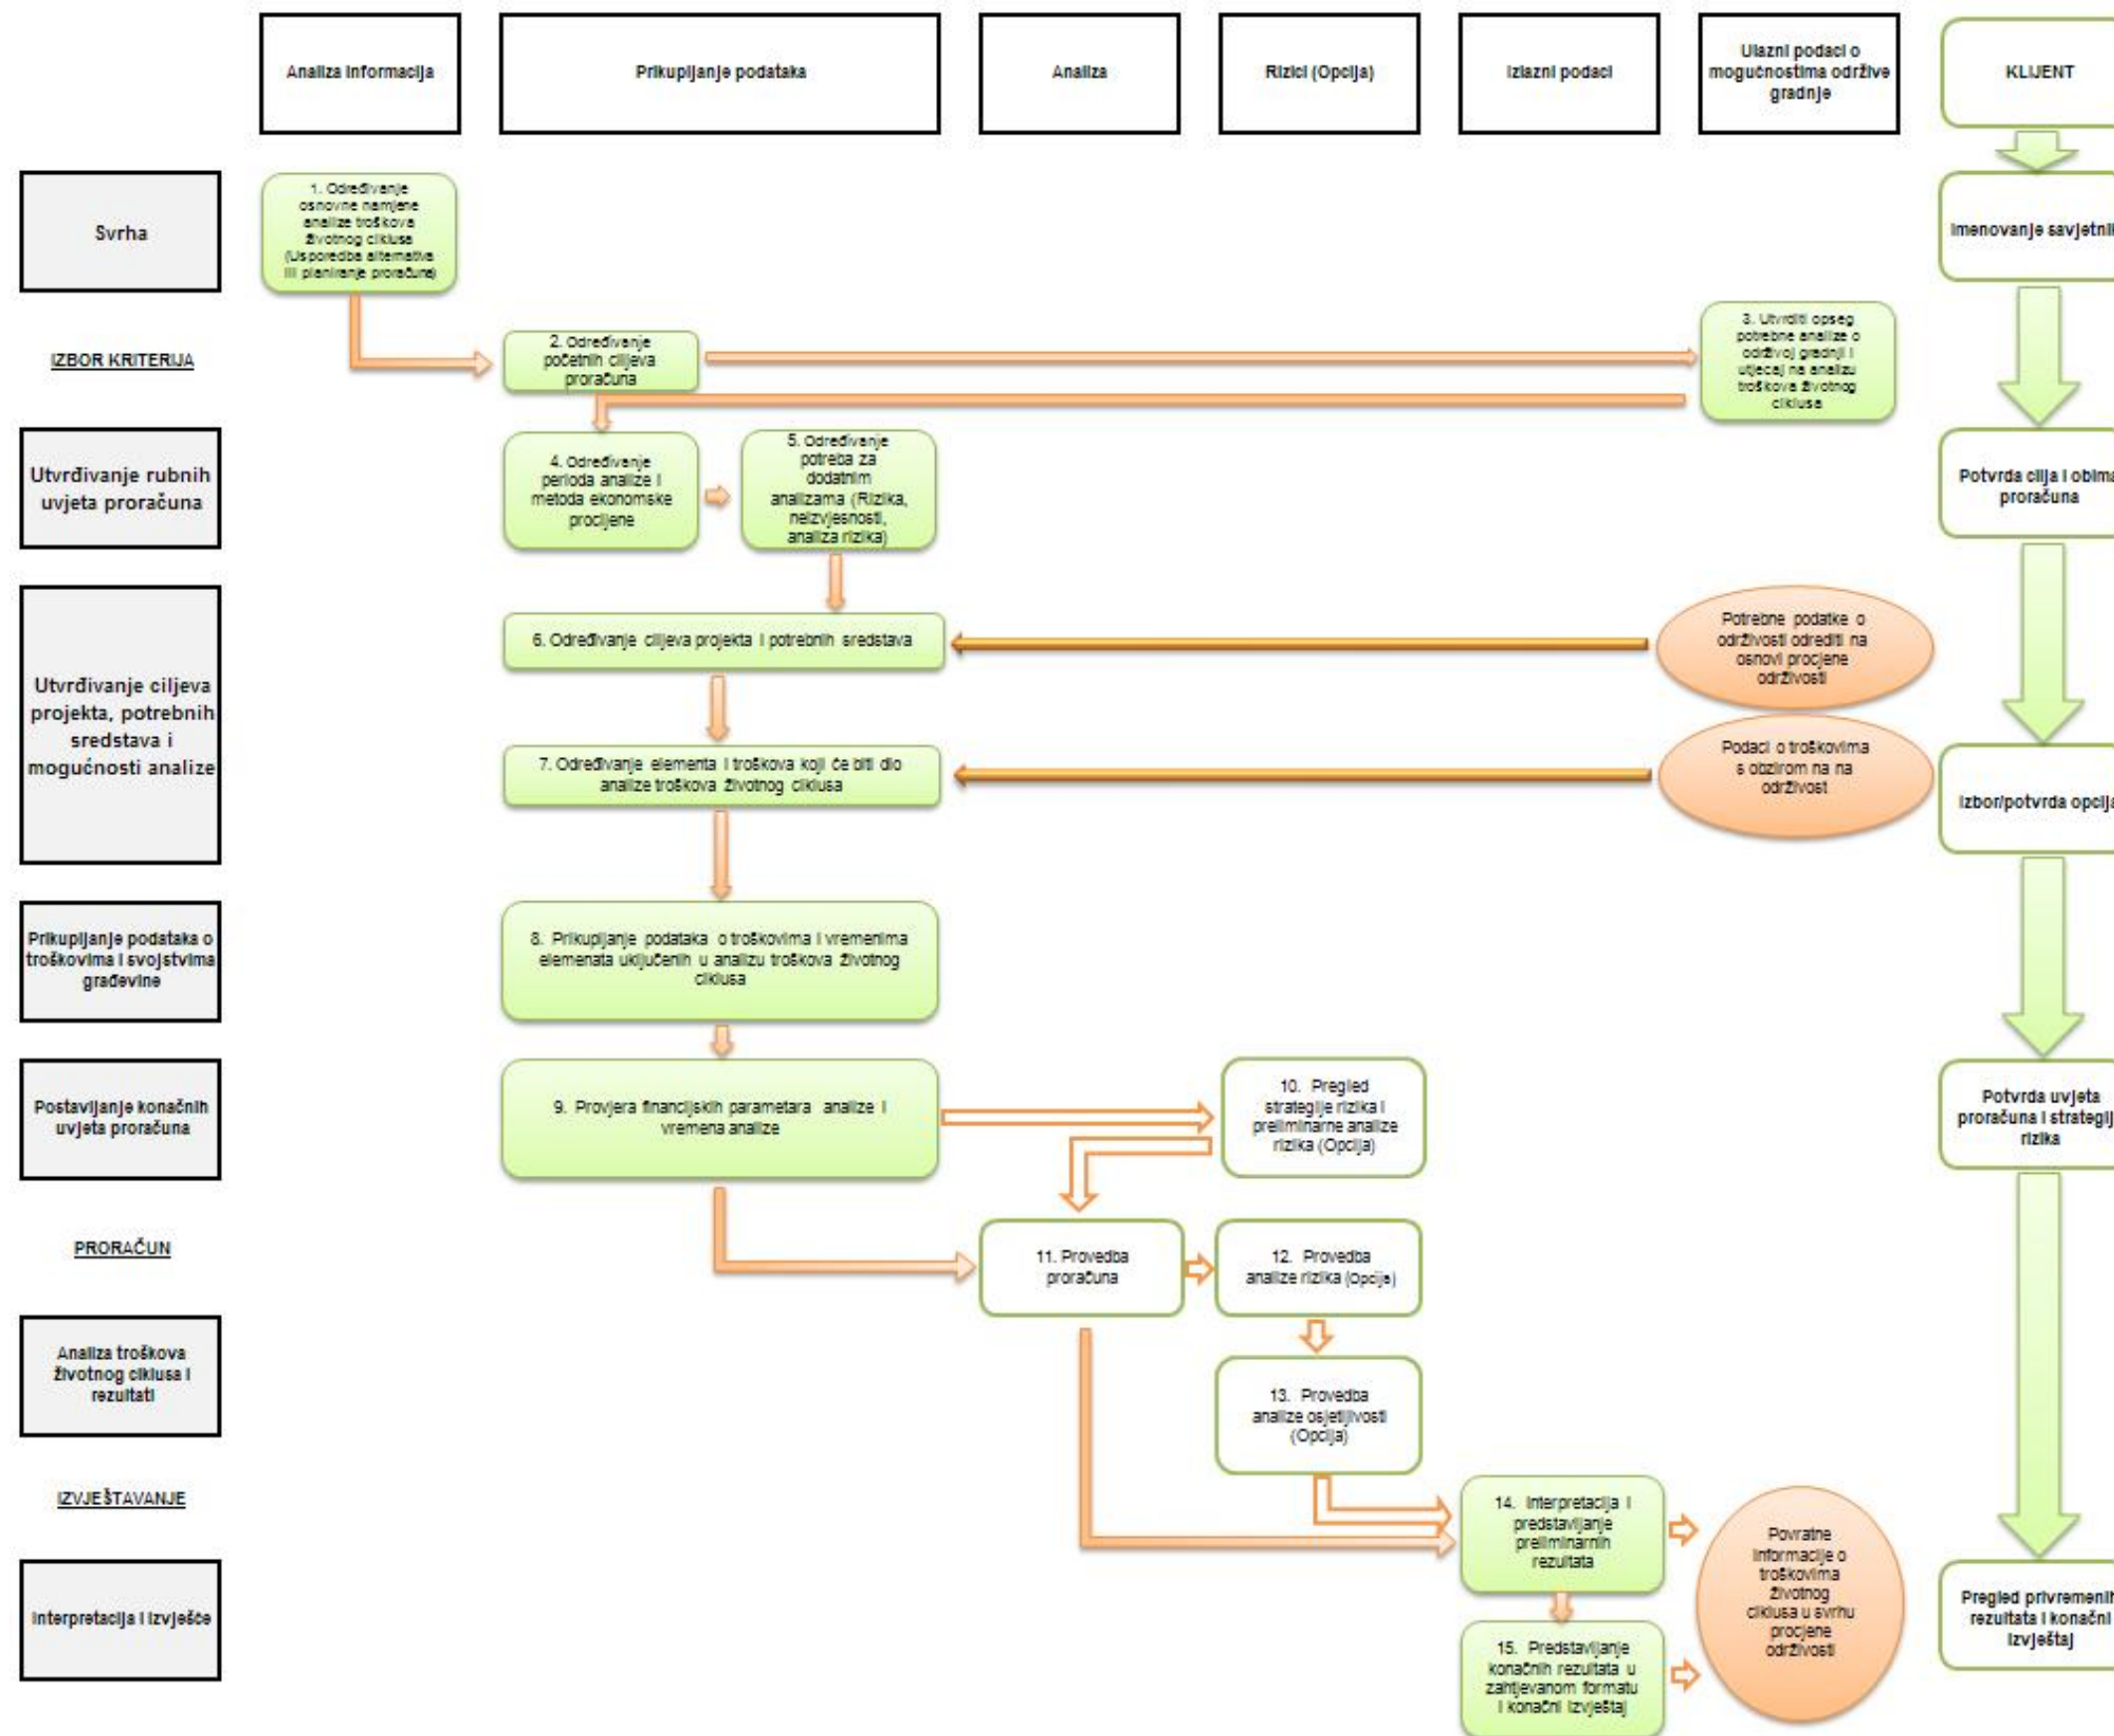 Analiza informacija
Prikupljanje podataka
Analiza
Rizici (Opcija)
Izlazni podaci
Ulazni podaci o
mogućnostima održive
gradnje
KLIJENT
Svrha
1. Određivanje
osnovne namjene
analize troškova
životnog ciklusa
(Usporedba alternativa
ili planiranje proračuna)
Imenovanje savjetnik
IZBOR KRITERIJA
2. Određivanje
početnih ciljeva
proračuna
3. Utvrditi opseg
potrebne analize o
održivoj gradnji i
utjecaj na analizu
troškova životnog
ciklusa
Utvrđivanje rubnih
uvjeta proračuna
4. Određivanje
perioda analize i
metoda ekonomske
procijene
5. Određivanje
potreba za
dodatnim
analizama (Rizika,
neizvjesnosti,
analiza rizika)
Potvrda cilja i obima
proračuna
Utvrđivanje ciljeva
projekta, potrebnih
sredstava i
mogućnosti analize
6. Određivanje ciljeva projekta i potrebnih sredstava
Potrebne podatke o
održivosti odrediti na
osnovi procjene
održivosti
7. Određivanje elementa i troškova koji će biti dio
analize troškova životnog ciklusa
Podaci o troškovima
s obzirom na na
održivost
Izbor/potvrda opcija
Prikupljanje podataka o
troškovima i svojstvima
građevine
8. Prikupljanje podataka o troškovima i vremenima
elemenata uključenih u analizu troškova životnog
ciklusa
Postavljanje konačnih
uvjeta proračuna
9. Provjera financijskih parametara analize i
vremena analize
10. Pregled
strategije rizika i
preliminarne analize
rizika (Opcija)
Potvrda uvjeta
proračuna i strategij
rizika
PRORAČUN
11. Provedba
proračuna
12. Provedba
analize rizika (Opcija)
Analiza troškova
životnog ciklusa i
rezultati
13. Provedba
analize osjetljivosti
(Opcija)
IZVJEŠTAVANJE
14. Interpretacija i
predstavljanje
preliminarnih
rezultata
Povratne
informacije o
troškovima
životnog
ciklusa u svrhu
procjene
održivosti
Interpretacija i izvješće
15. Predstavljanje
konačnih rezultata u
zahtjevanom formatu
i konačni izvještaj
Pregled privremenih
rezultata i konačni
izvještaj